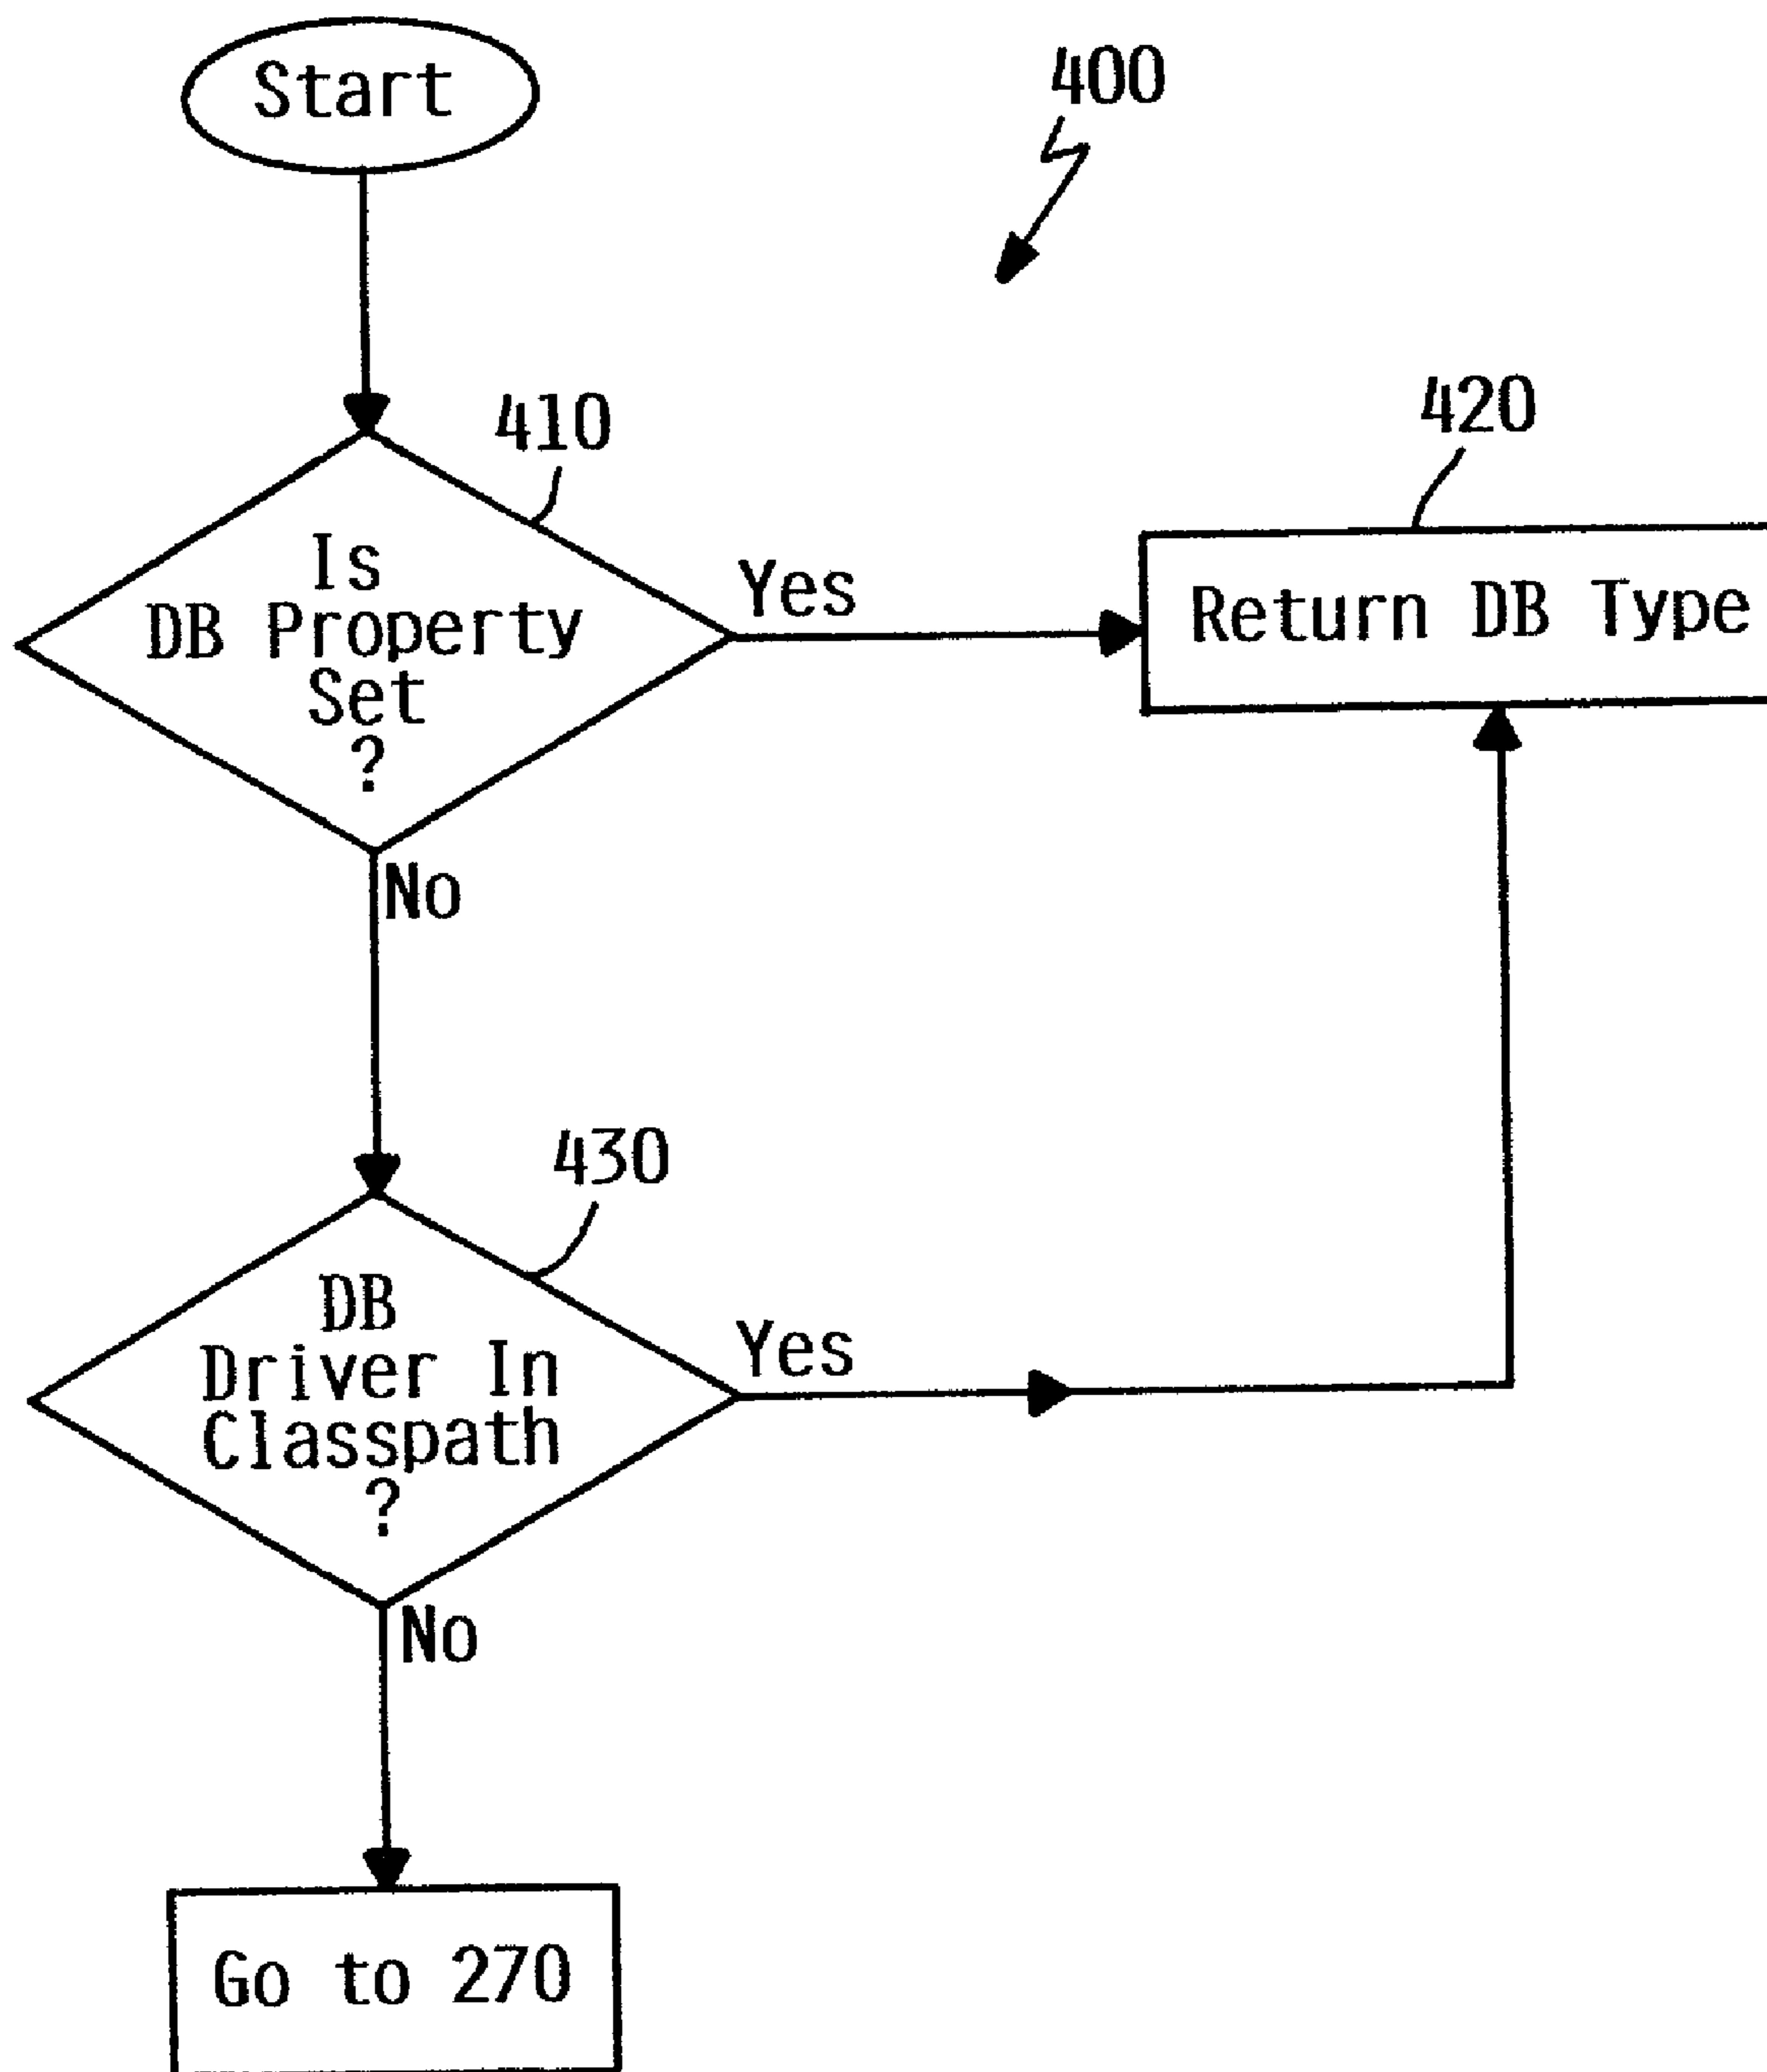 Start
400
410
Is
DB Property
Set
?
Yes
420
Return DB Type
No
430
DB
Driver In
Classpath
?
Yes
No
Go to 270